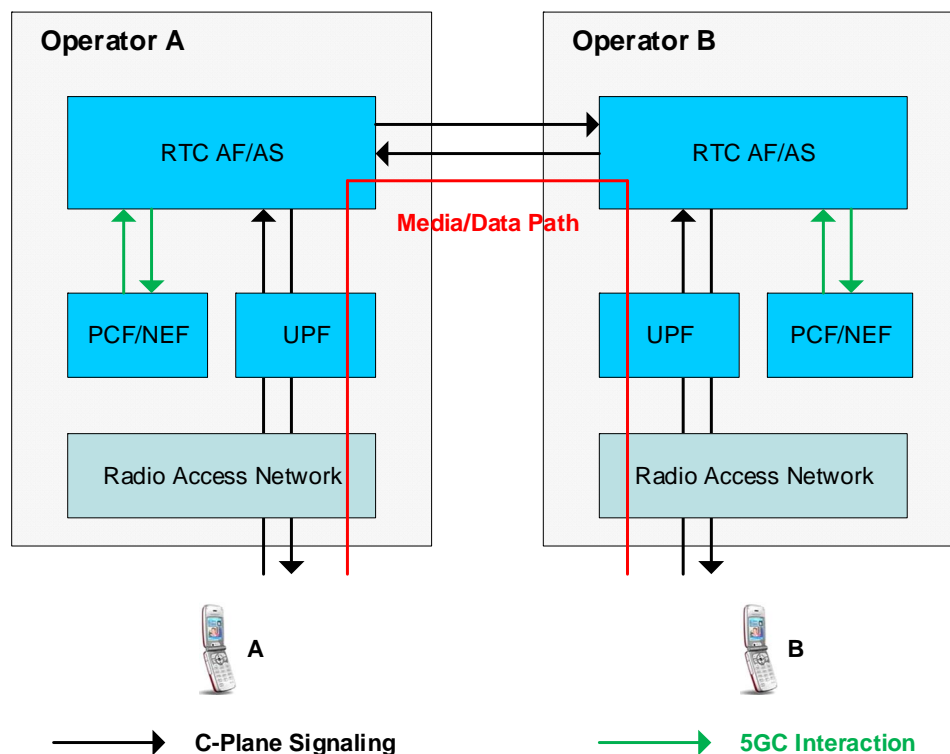 Operator A
Operator B
RTC AF/AS
RTC AF/AS
Media/Data Path
PCF/NEF
UPF
UPF
PCF/NEF
Radio Access Network
Radio Access Network
A
B
C-Plane Signaling
5GC Interaction